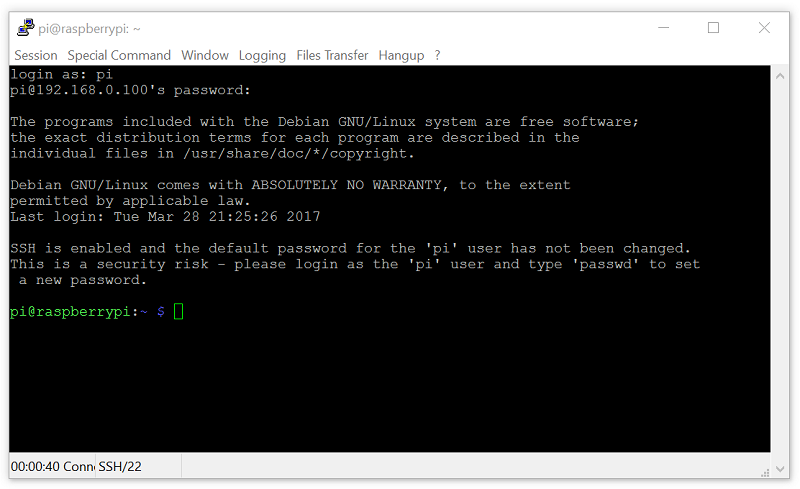 pi@raspberrypi: ~
Session Special Command Window Logging Files Transfer Hangup ?
login as: pi
pi@192.168.0.100's password:
The programs included with the Debian GNU/Linux system are free software;
the exact distribution terms for each program are described in the
individual files in /usr/share/doc/*/copyright.
Debian GNU/Linux comes with ABSOLUTELY NO WARRANTY, to the extent
permitted by applicable law.
Last login: Tue Mar 28 21:25:26 2017
SSH is enabled and the default password for the 'pi' user has not been changed.
This is a security risk - please login as the 'pi' user and type 'passwd' to set
a new password.
pi@raspberrypi:~ $
00:00:40 Conne SSH/22